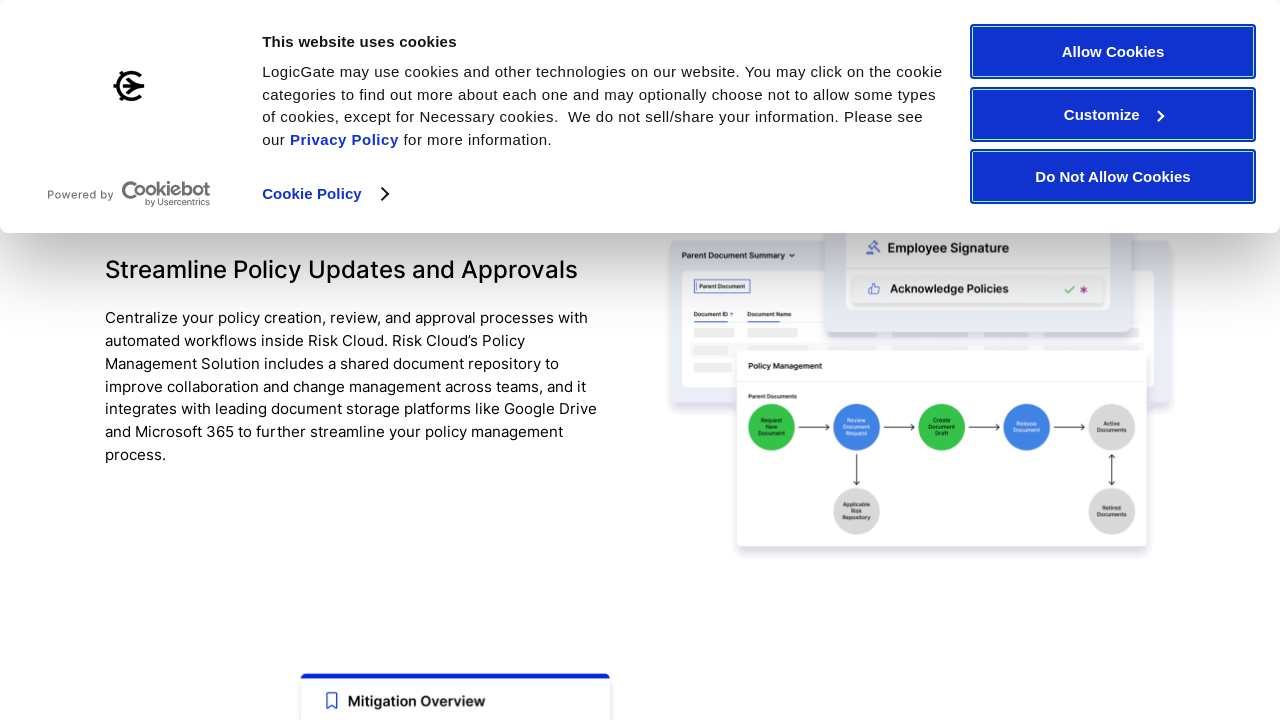 This website uses cookies
LogicGate may use cookies and other technologies on our website. You may click on the cookie
categories to find out more about each one and may optionally choose not to allow some types
of cookies, except for Necessary cookies.  We do not sell/share your information. Please see
our Privacy Policy for more information.
Cookie Policy
Powered by Cookiebot
by Usercentrics
Allow Cookies
Customize
Do Not Allow Cookies
Streamline Policy Updates and Approvals
Centralize your policy creation, review, and approval processes with
automated workflows inside Risk Cloud. Risk Cloud’s Policy
Management Solution includes a shared document repository to
improve collaboration and change management across teams, and it
integrates with leading document storage platforms like Google Drive
and Microsoft 365 to further streamline your policy management
process.
Employee Signature
Acknowledge Policies
Parent Document Summary
Parent Document
Document ID ↑
Document Name
Policy Management
Parent Documents
Request
New
Document
Review
Document
Request
Create
Document
Draft
Release
Document
Active
Documents
Applicable
Risk
Repository
Retired
Documents
Mitigation Overview